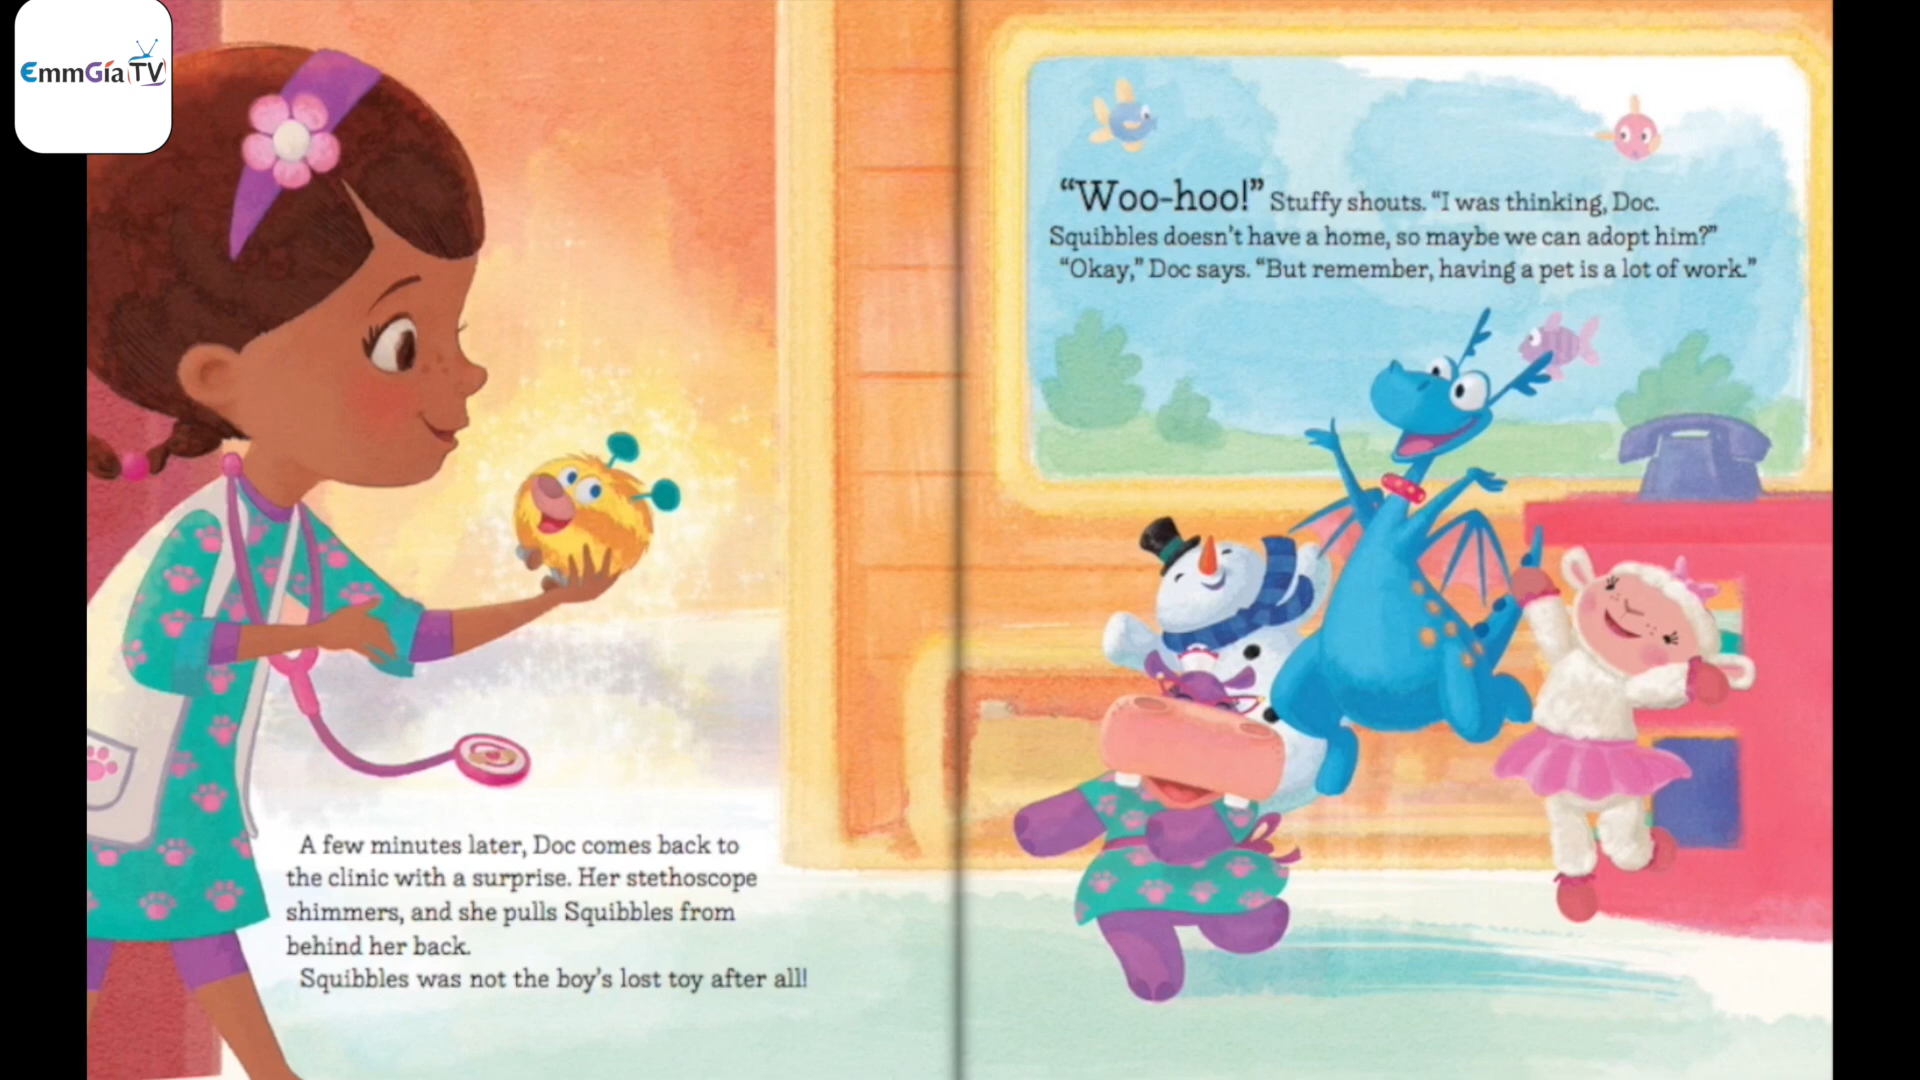 EmmGía TV
A few minutes later, Doc comes back to
the clinic with a surprise. Her stethoscope
shimmers, and she pulls Squibbles from
behind her back.
Squibbles was not the boy’s lost toy after all!
“Woo-hoo!” Stuffy shouts. “I was thinking, Doc.
Squibbles doesn’t have a home, so maybe we can adopt him?”
“Okay,” Doc says. “But remember, having a pet is a lot of work.”